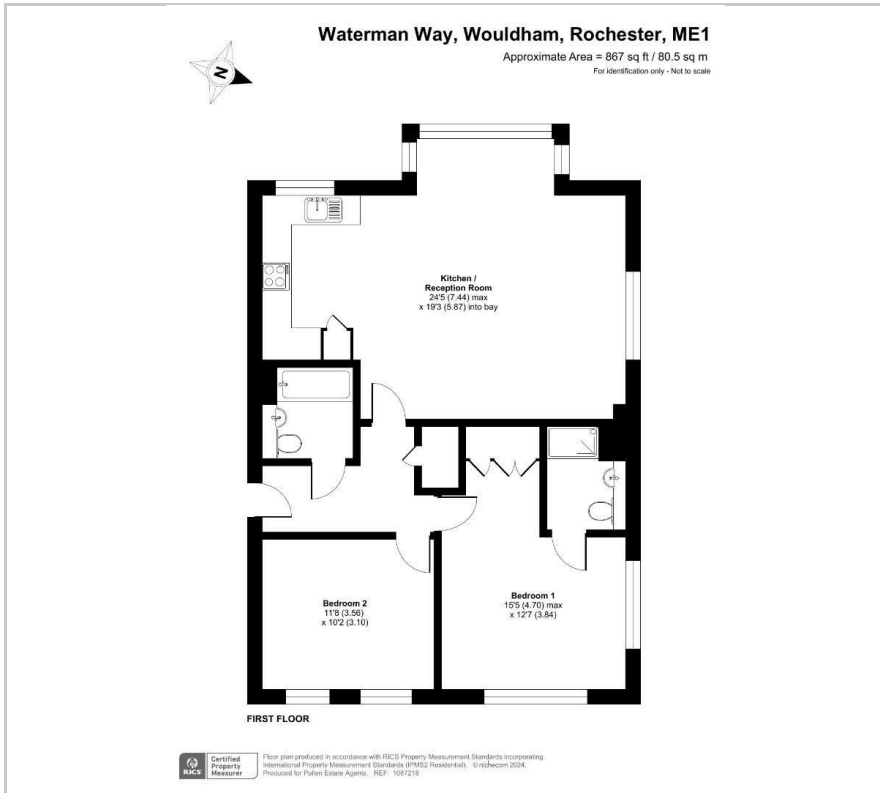 Waterman Way, Wouldham, Rochester, ME1
Approximate Area = 867 sq ft / 80.5 sq m
For identification only - Not to scale
N
Kitchen /
Reception Room
24'5 (7.44) max
x 19'3 (5.87) into bay
Bedroom 2
11'8 (3.56)
x 10'2 (3.10)
Bedroom 1
15'5 (4.70) max
x 12'7 (3.84)
FIRST FLOOR
RICS
Certified
Property
Measurer
Floor plan produced in accordance with RICS Property Measurement Standards incorporating
International Property Measurement Standards (IPMS2 Residential). © nichecom 2024.
Produced for Pollen Estate Agents. REF: 1087218